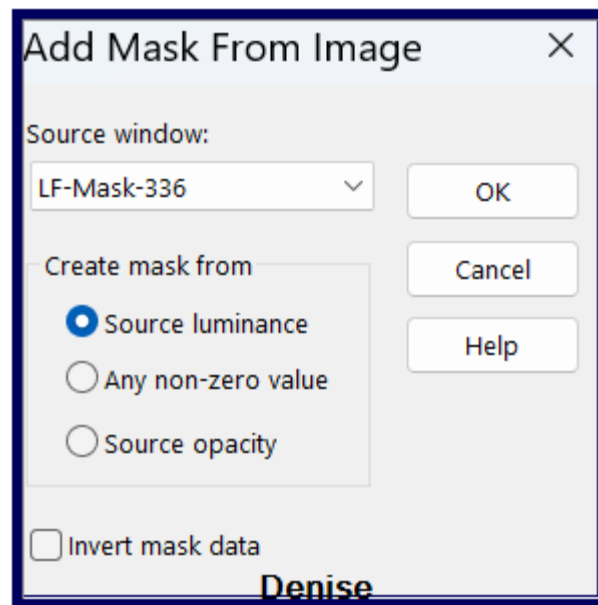 Add Mask From Image
Source window:
LF-Mask-336
OK
Create mask from
Cancel
Source luminance
Help
Any non-zero value
Source opacity
Invert mask data
Denise